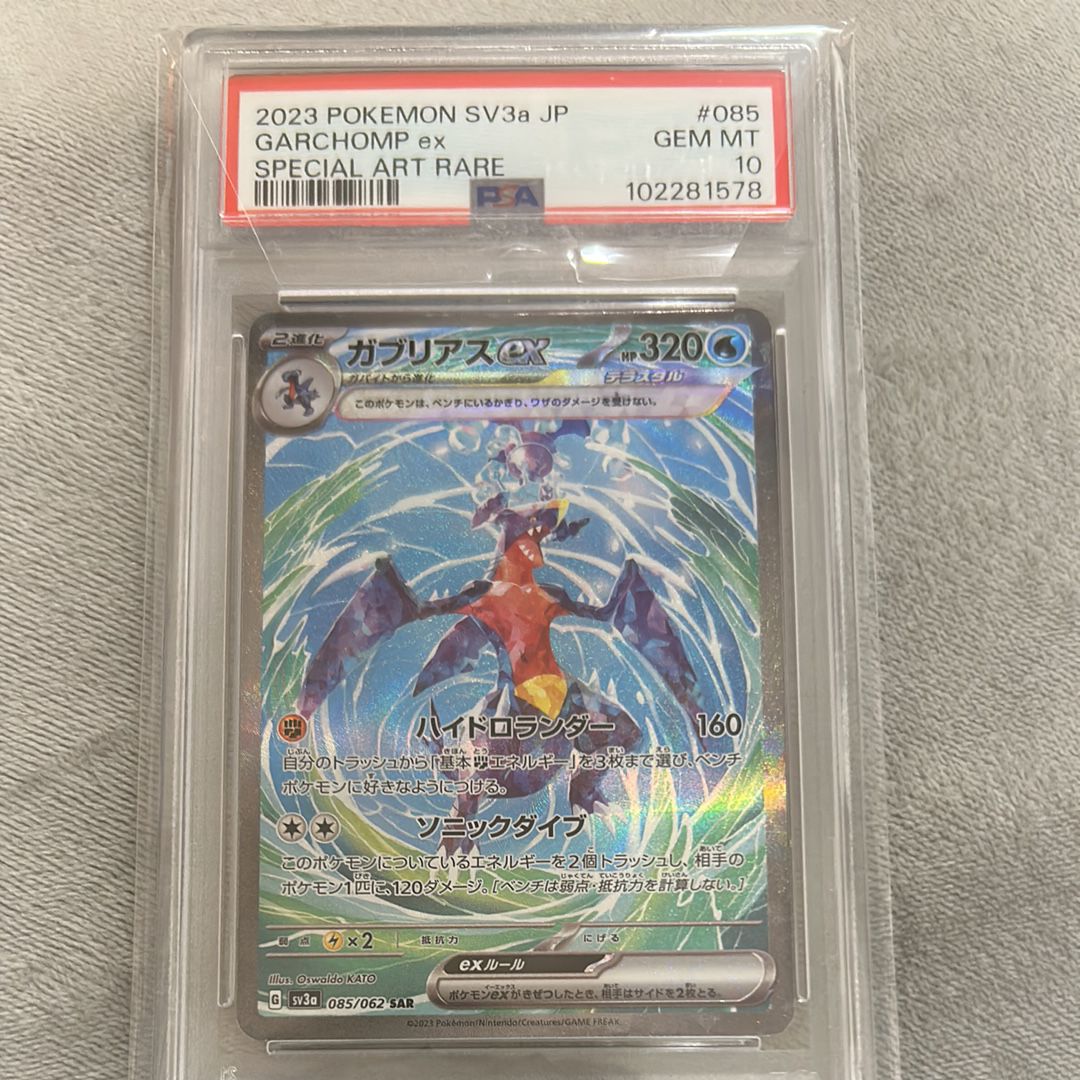 2023 POKEMON SV3a JP #085
GARCHOMP ex GEM MT
SPECIAL ART RARE 10
PSA 102281578
2進化 ガブリアスex HP 320
ガバイトから進化 テラスタル
このポケモンは、ベンチにいるかぎり、ワザのダメージを受けない。
ハイドロランダー 160
自分のトラッシュから「基本エネルギー」を3枚まで選び、ベンチ
ポケモンに好きなようにつける。
ソニックダイブ
このポケモンについているエネルギーを2個トラッシュし、相手の
ポケモン1匹に、120ダメージ。[ベンチは弱点・抵抗力を計算しない。]
弱点 ×2 抵抗力 にげる
exルール
ポケモンexがきぜつしたとき、相手はサイドを2枚とる。
Illus. Oswaldo KATO
G sv3a 085/062 SAR
©2023 Pokémon/Nintendo/Creatures/GAME FREAK.